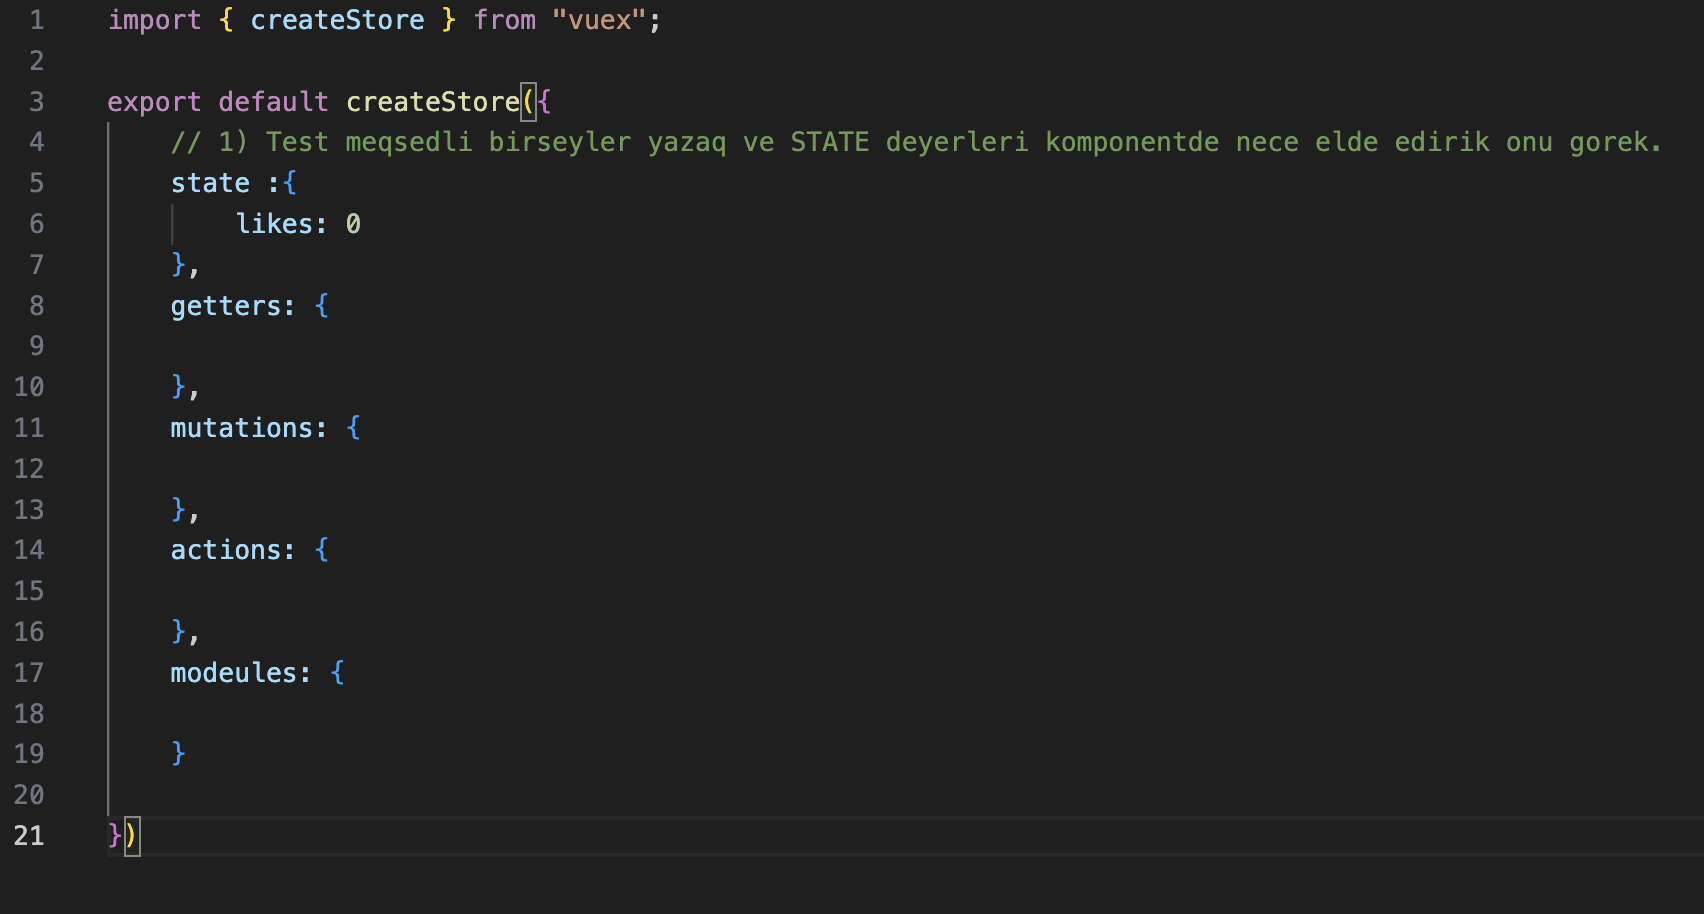 1 import { createStore } from "vuex";
2
3 export default createStore({
4 // 1) Test meqsedli birseyler yazaq ve STATE deyerleri komponentde nece elde edirik onu gorek.
5 state :{
6 likes: 0
7 },
8 getters: {
9
10 },
11 mutations: {
12
13 },
14 actions: {
15
16 },
17 modeules: {
18
19 }
20
21 })